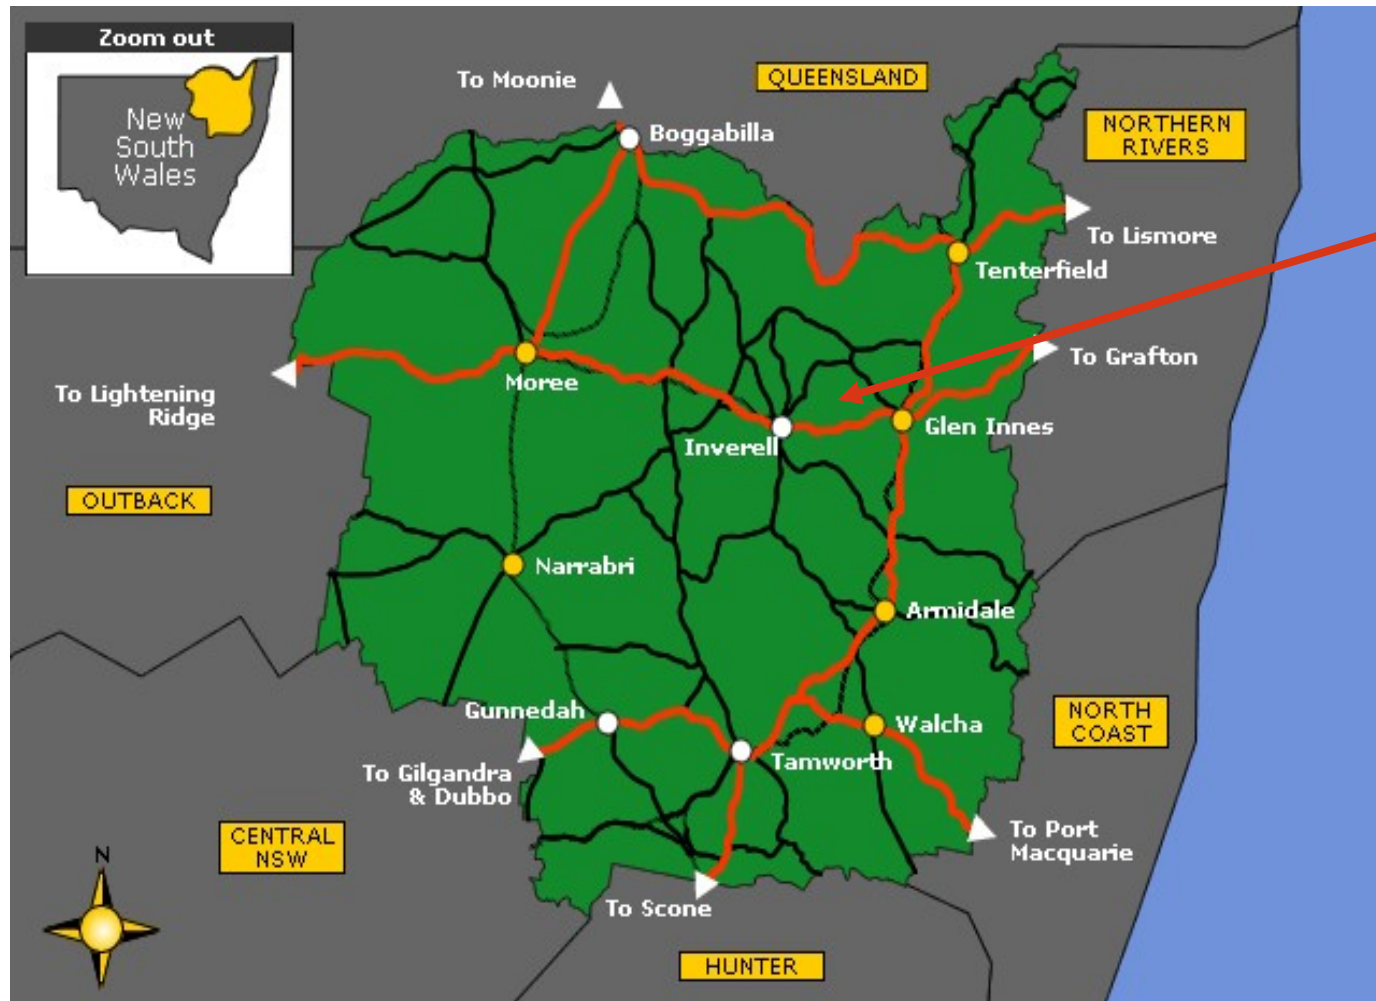 Zoom out
New
South
Wales
To Moonie
QUEENSLAND
NORTHERN
RIVERS
Boggabilla
To Lismore
Tenterfield
To Grafton
Moree
To Lightening
Ridge
Glen Innes
Inverell
OUTBACK
Narrabri
Armidale
Gunnedah
Walcha
NORTH
COAST
Tamworth
To Gilgandra
& Dubbo
To Port
Macquarie
CENTRAL
NSW
N
To Scone
HUNTER